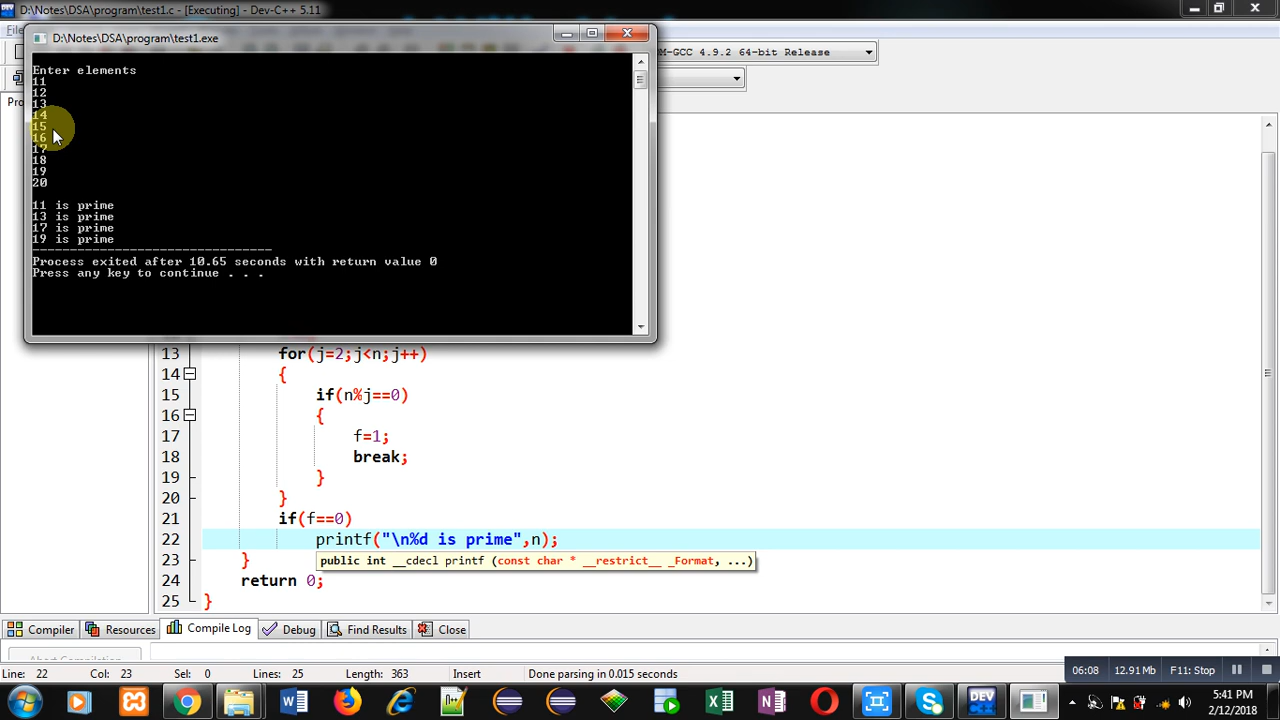 D:\Notes\DSA\program\test1.c - [Executing] - Dev-C++ 5.11
D:\Notes\DSA\program\test1.exe
DM-GCC 4.9.2 64-bit Release
Enter elements
11
12
13
14
15
16
17
18
19
20
11 is prime
13 is prime
17 is prime
19 is prime
--------------------------------
Process exited after 10.65 seconds with return value 0
Press any key to continue . . .
13 for(j=2;j<n;j++)
14 {
15 if(n%j==0)
16 {
17 f=1;
18 break;
19 }
20 }
21 if(f==0)
22 printf("\n%d is prime",n);
23 }
public int __cdecl printf (const char * __restrict__ _Format, ...)
24 return 0;
25 }
Compiler Resources Compile Log Debug Find Results Close
Abort Compilation
Line: 22 Col: 23 Sel: 0 Lines: 25 Length: 363 Insert Done parsing in 0.015 seconds
06:08 12.91 Mb F11: Stop
5:41 PM
2/12/2018